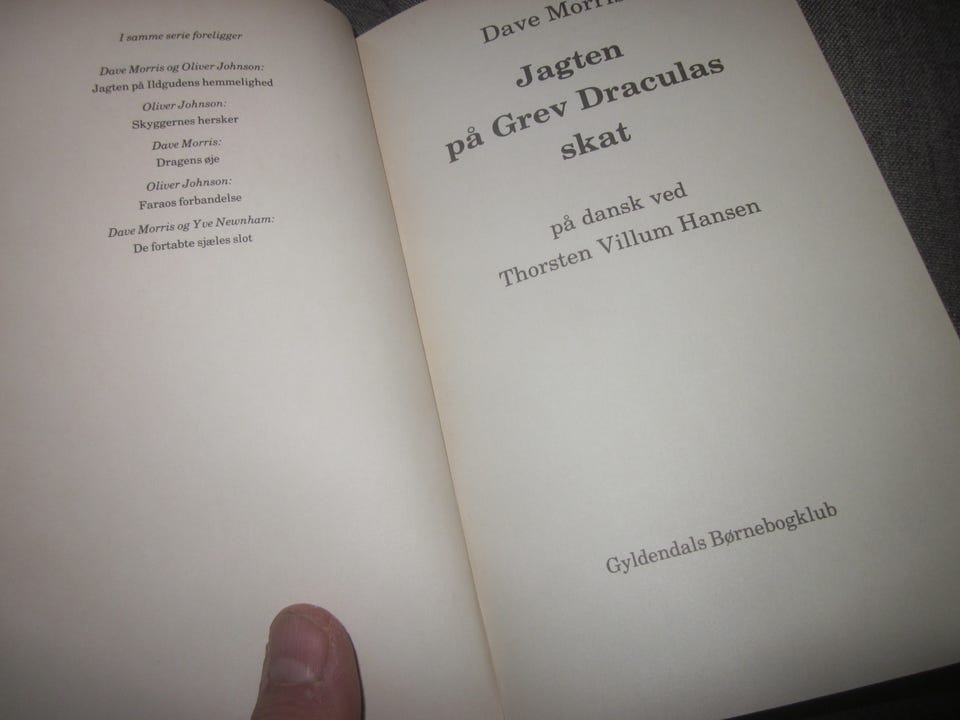 I samme serie foreligger
Dave Morris og Oliver Johnson:
Jagten på Ildgudens hemmelighed
Oliver Johnson:
Skyggernes hersker
Dave Morris:
Dragens øje
Oliver Johnson:
Faraos forbandelse
Dave Morris og Yve Newnham:
De fortabte sjæles slot
Dave Morris
Jagten
på Grev Draculas
skat
på dansk ved
Thorsten Villum Hansen
Gyldendals Børnebogklub